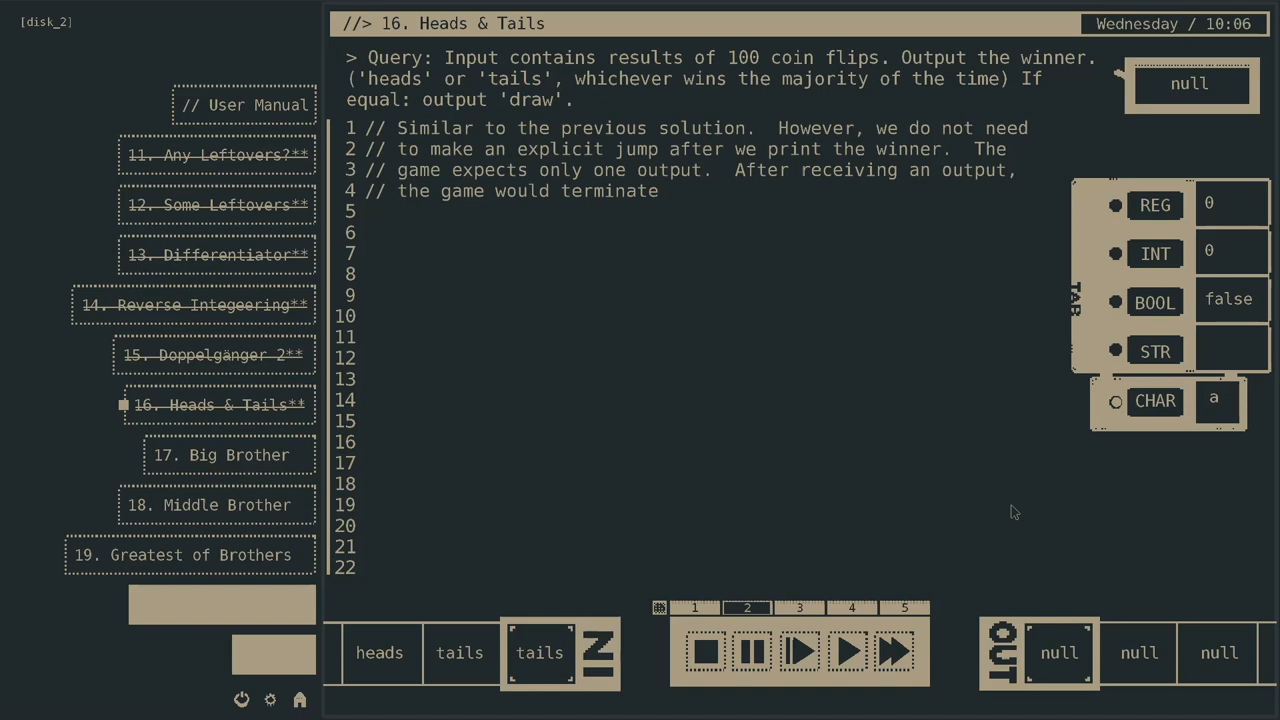 [disk_2]
//> 16. Heads & Tails
Wednesday / 10:06
> Query: Input contains results of 100 coin flips. Output the winner.
('heads' or 'tails', whichever wins the majority of the time) If
equal: output 'draw'.
null
// User Manual
11. Any Leftovers?**
12. Some Leftovers**
13. Differentiator**
14. Reverse Integeering**
15. Doppelgänger 2**
16. Heads & Tails**
17. Big Brother
18. Middle Brother
19. Greatest of Brothers
1 // Similar to the previous solution.  However, we do not need
2 // to make an explicit jump after we print the winner.  The
3 // game expects only one output.  After receiving an output,
4 // the game would terminate
5
6
7
8
9
10
11
12
13
14
15
16
17
18
19
20
21
22
REG 0
INT 0
BOOL false
STR
CHAR a
heads tails tails IN
1 2 3 4 5
OUT null null null